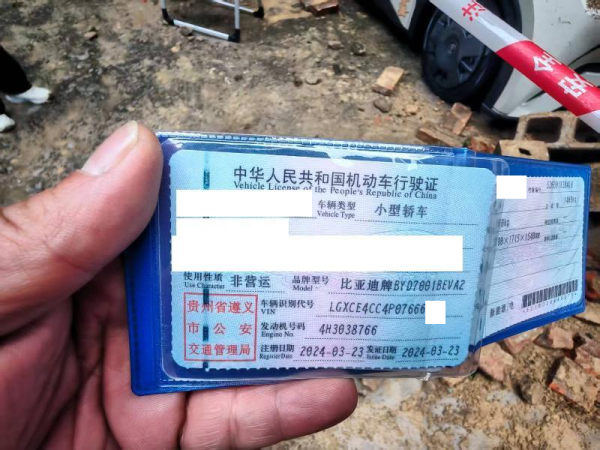 中华人民共和国机动车行驶证
Vehicle License of the People's Republic of China
车辆类型 小型轿车
Vehicle Type
使用性质 非营运 品牌型号 比亚迪牌BYD7001BEVA2
Use Character Model
贵州省遵义
市公安
交通管理局
车辆识别代号 LGXCE4CC4P07666
VIN
发动机号码 4H3038766
Engine No.
注册日期 2024-03-23 发证日期 2024-03-23
Register Date Issue Date